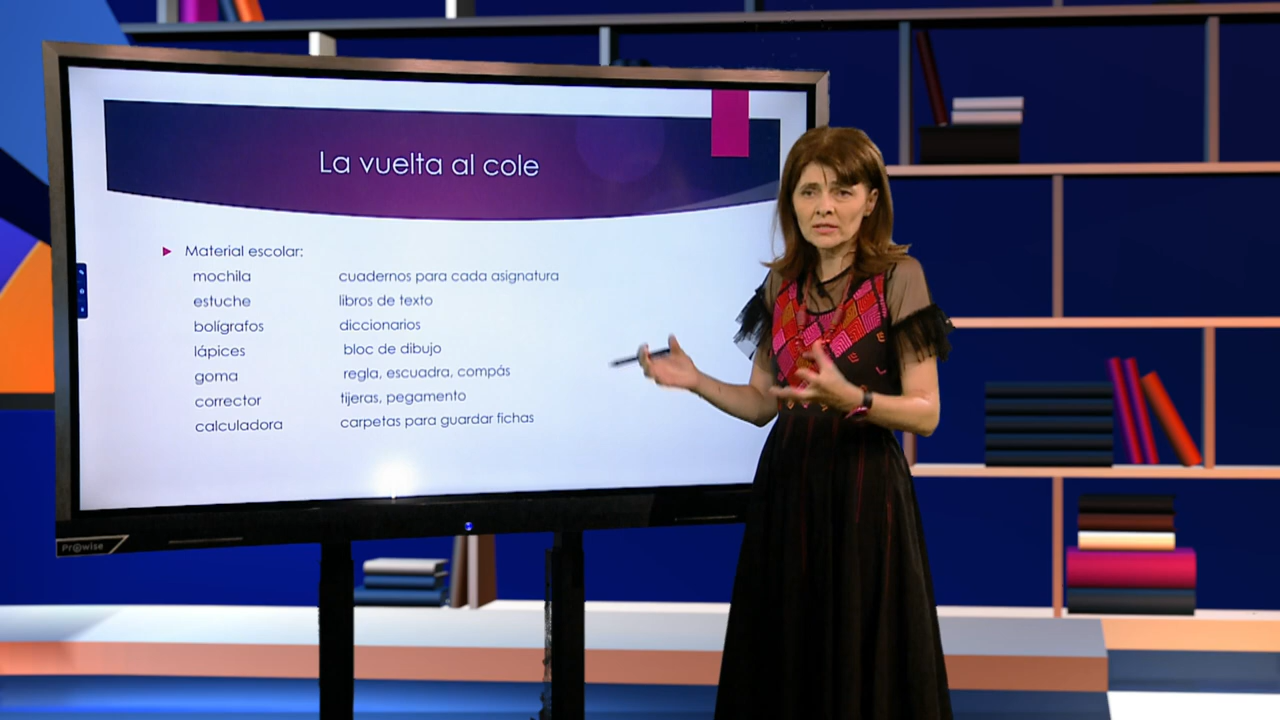 La vuelta al cole
Material escolar:
mochila cuadernos para cada asignatura
estuche libros de texto
bolígrafos diccionarios
lápices bloc de dibujo
goma regla, escuadra, compás
corrector tijeras, pegamento
calculadora carpetas para guardar fichas
Prowise